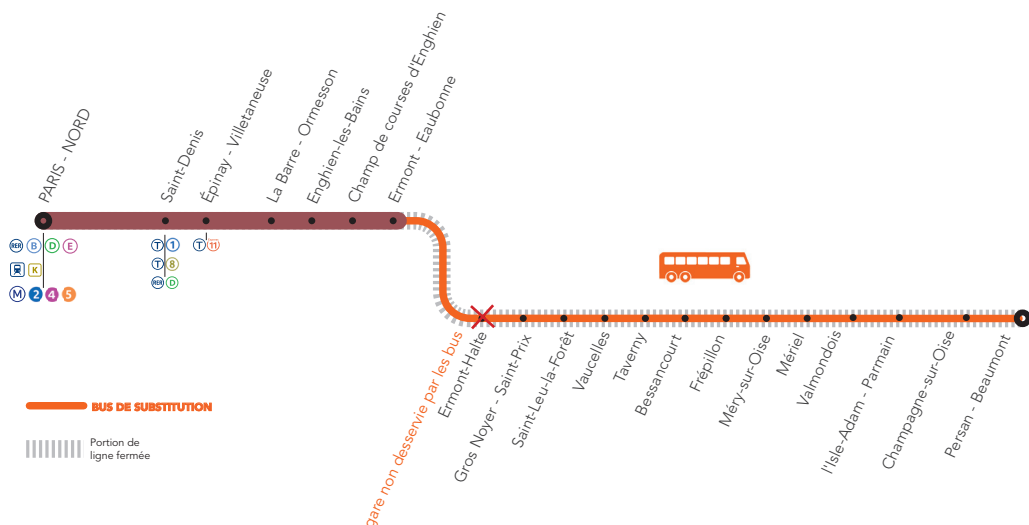 PARIS - NORD
Saint-Denis
Épinay - Villetaneuse
La Barre - Ormesson
Enghien-les-Bains
Champ de courses d'Enghien
Ermont - Eaubonne
RER B D E
K
M 2 4 5
T 1
T 8
RER D
T 11
gare non desservie par les bus
Ermont-Halte
Gros Noyer - Saint-Prix
Saint-Leu-la-Forêt
Vaucelles
Taverny
Bessancourt
Frépillon
Méry-sur-Oise
Mériel
Valmondois
l'Isle-Adam - Parmain
Champagne-sur-Oise
Persan - Beaumont
BUS DE SUBSTITUTION
Portion de
ligne fermée